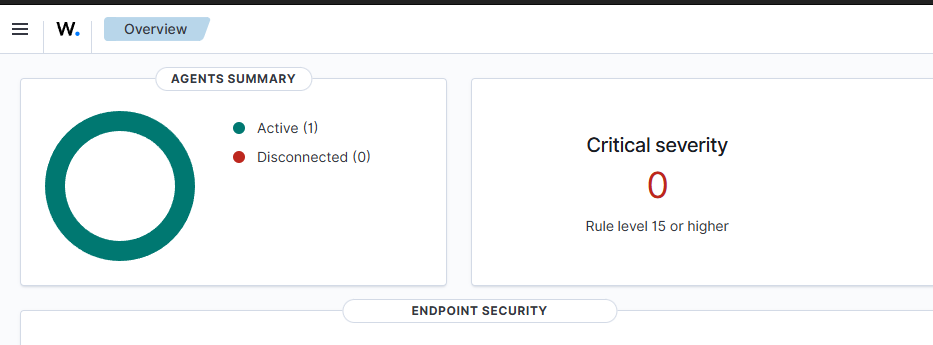 W.
Overview
AGENTS SUMMARY
Active (1)
Disconnected (0)
Critical severity
0
Rule level 15 or higher
ENDPOINT SECURITY